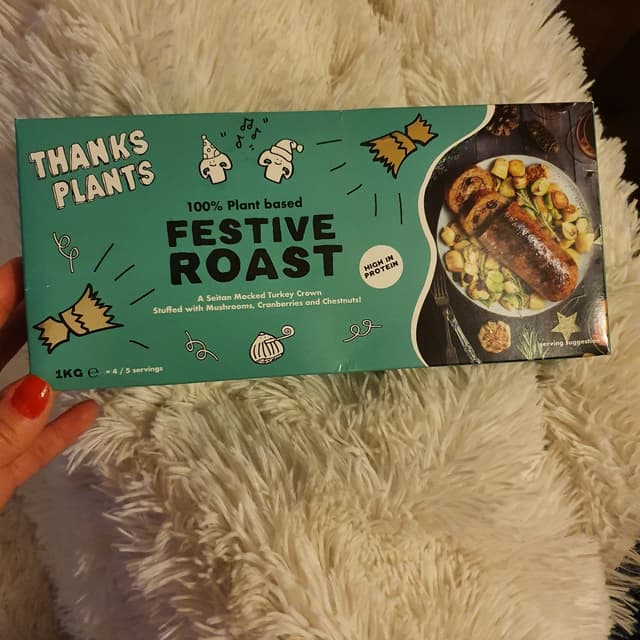 THANKS
PLANTS
100% Plant based
FESTIVE
ROAST
HIGH IN
PROTEIN
A Seitan Mocked Turkey Crown
Stuffed with Mushrooms, Cranberries and Chestnuts!
1KG ℮ = 4 / 5 servings
serving suggestion